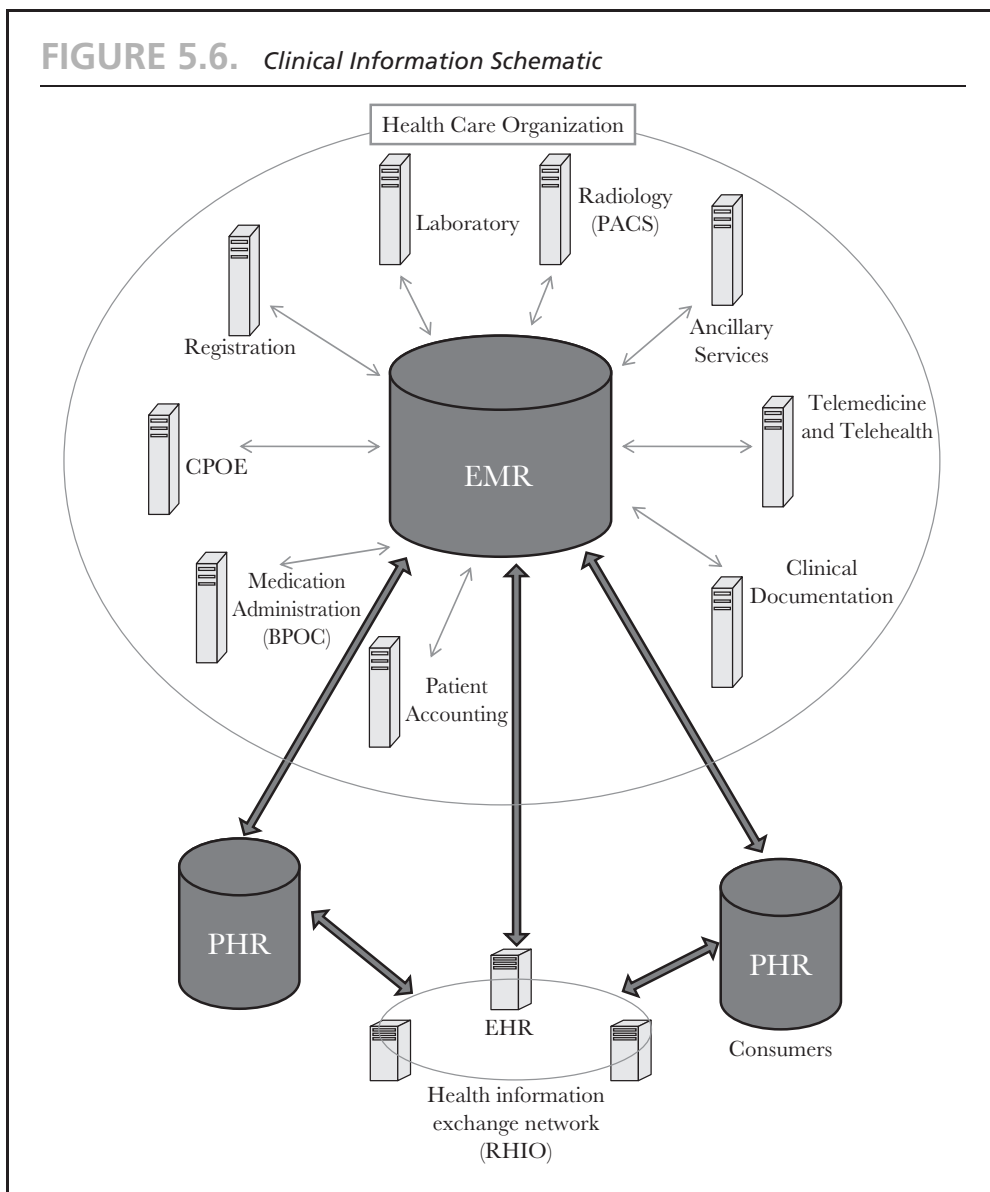 FIGURE 5.6. Clinical Information Schematic
Health Care Organization
Laboratory
Radiology
(PACS)
Registration
Ancillary
Services
Telemedicine
and Telehealth
CPOE
EMR
Medication
Administration
(BPOC)
Clinical
Documentation
Patient
Accounting
PHR
PHR
EHR
Consumers
Health information
exchange network
(RHIO)